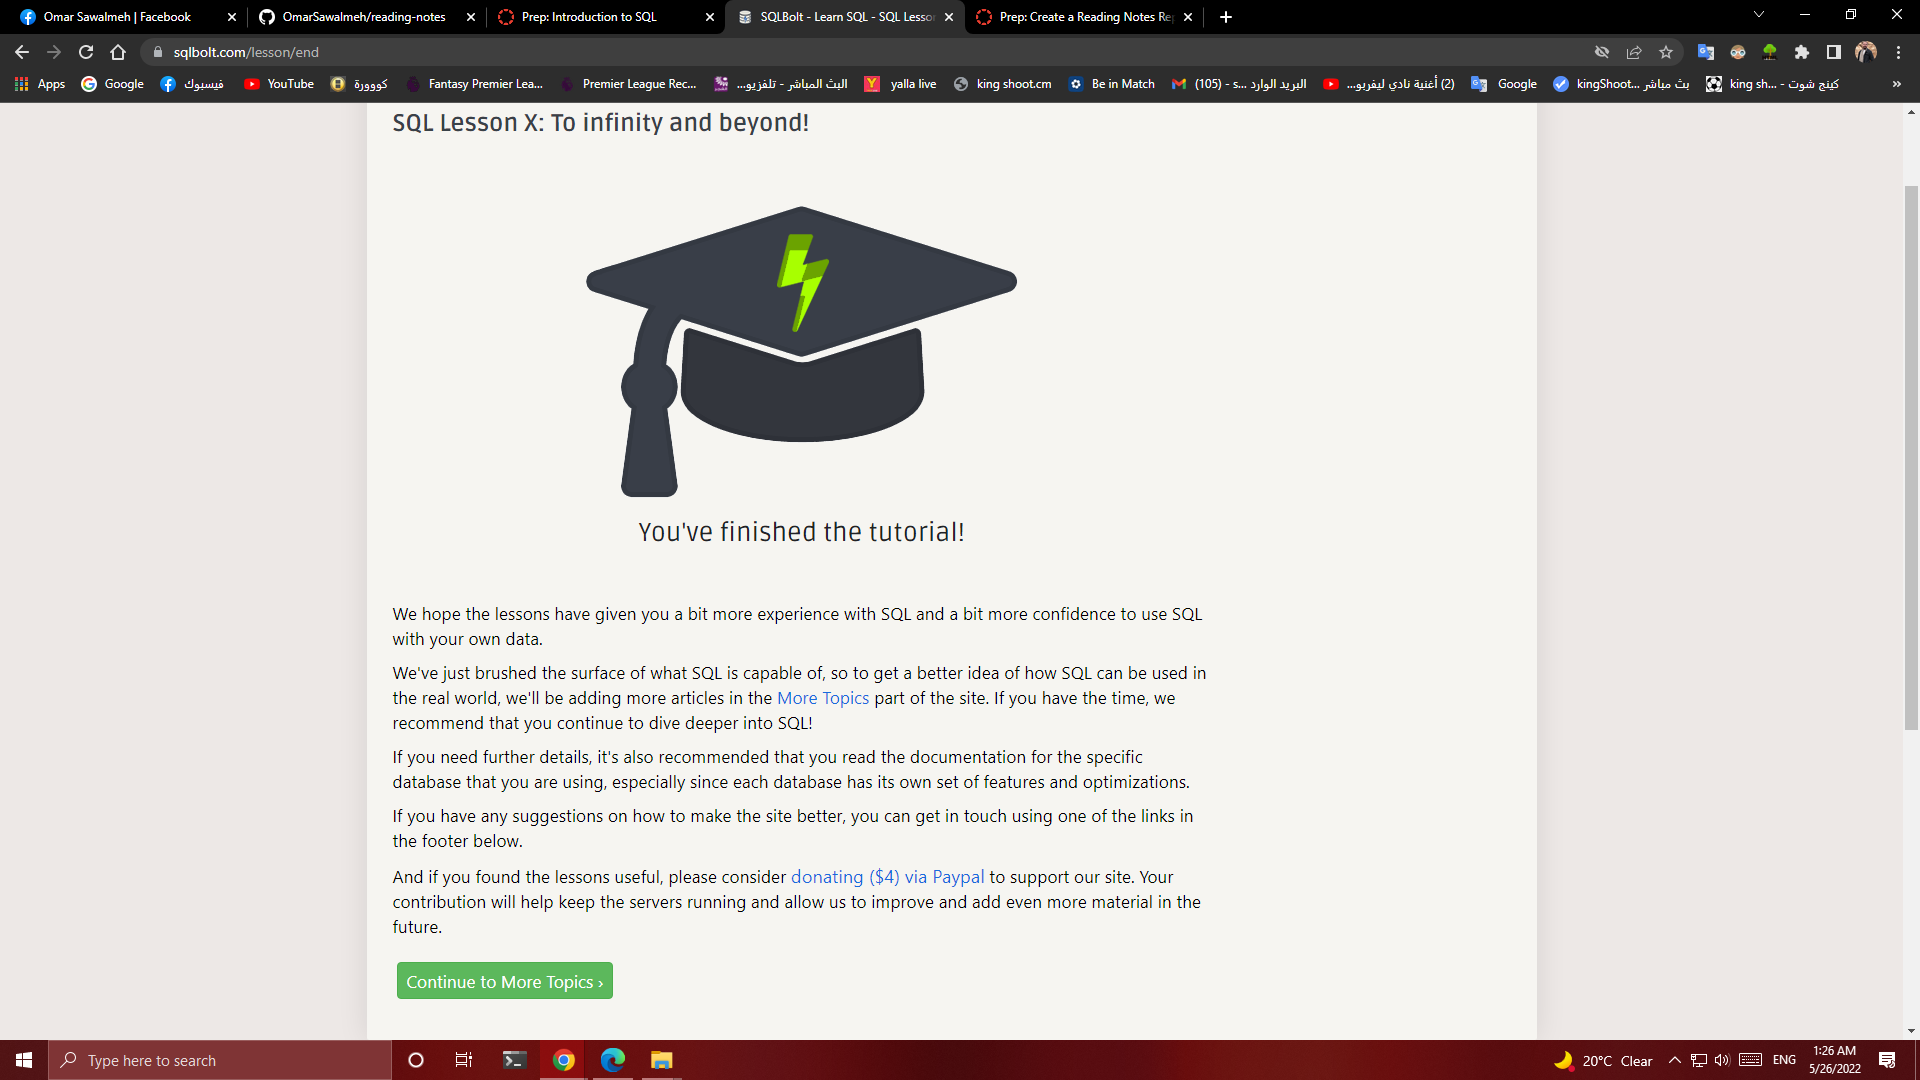 Omar Sawalmeh | Facebook
OmarSawalmeh/reading-notes
Prep: Introduction to SQL
SQLBolt - Learn SQL - SQL Lesson
Prep: Create a Reading Notes Re
sqlbolt.com/lesson/end
Apps
Google
فيسبوك
YouTube
كووورة
Fantasy Premier Lea...
Premier League Rec...
البث المباشر - تلفزيو...
yalla live
king shoot.cm
Be in Match
البريد الوارد (105) - s...
(2) أغنية نادي ليفربو...
Google
بث مباشر kingShoot...
كينج شوت - king sh...
SQL Lesson X: To infinity and beyond!
You've finished the tutorial!
We hope the lessons have given you a bit more experience with SQL and a bit more confidence to use SQL
with your own data.
We've just brushed the surface of what SQL is capable of, so to get a better idea of how SQL can be used in
the real world, we'll be adding more articles in the More Topics part of the site. If you have the time, we
recommend that you continue to dive deeper into SQL!
If you need further details, it's also recommended that you read the documentation for the specific
database that you are using, especially since each database has its own set of features and optimizations.
If you have any suggestions on how to make the site better, you can get in touch using one of the links in
the footer below.
And if you found the lessons useful, please consider donating ($4) via Paypal to support our site. Your
contribution will help keep the servers running and allow us to improve and add even more material in the
future.
Continue to More Topics ›
Type here to search
20°C Clear
ENG
1:26 AM
5/26/2022